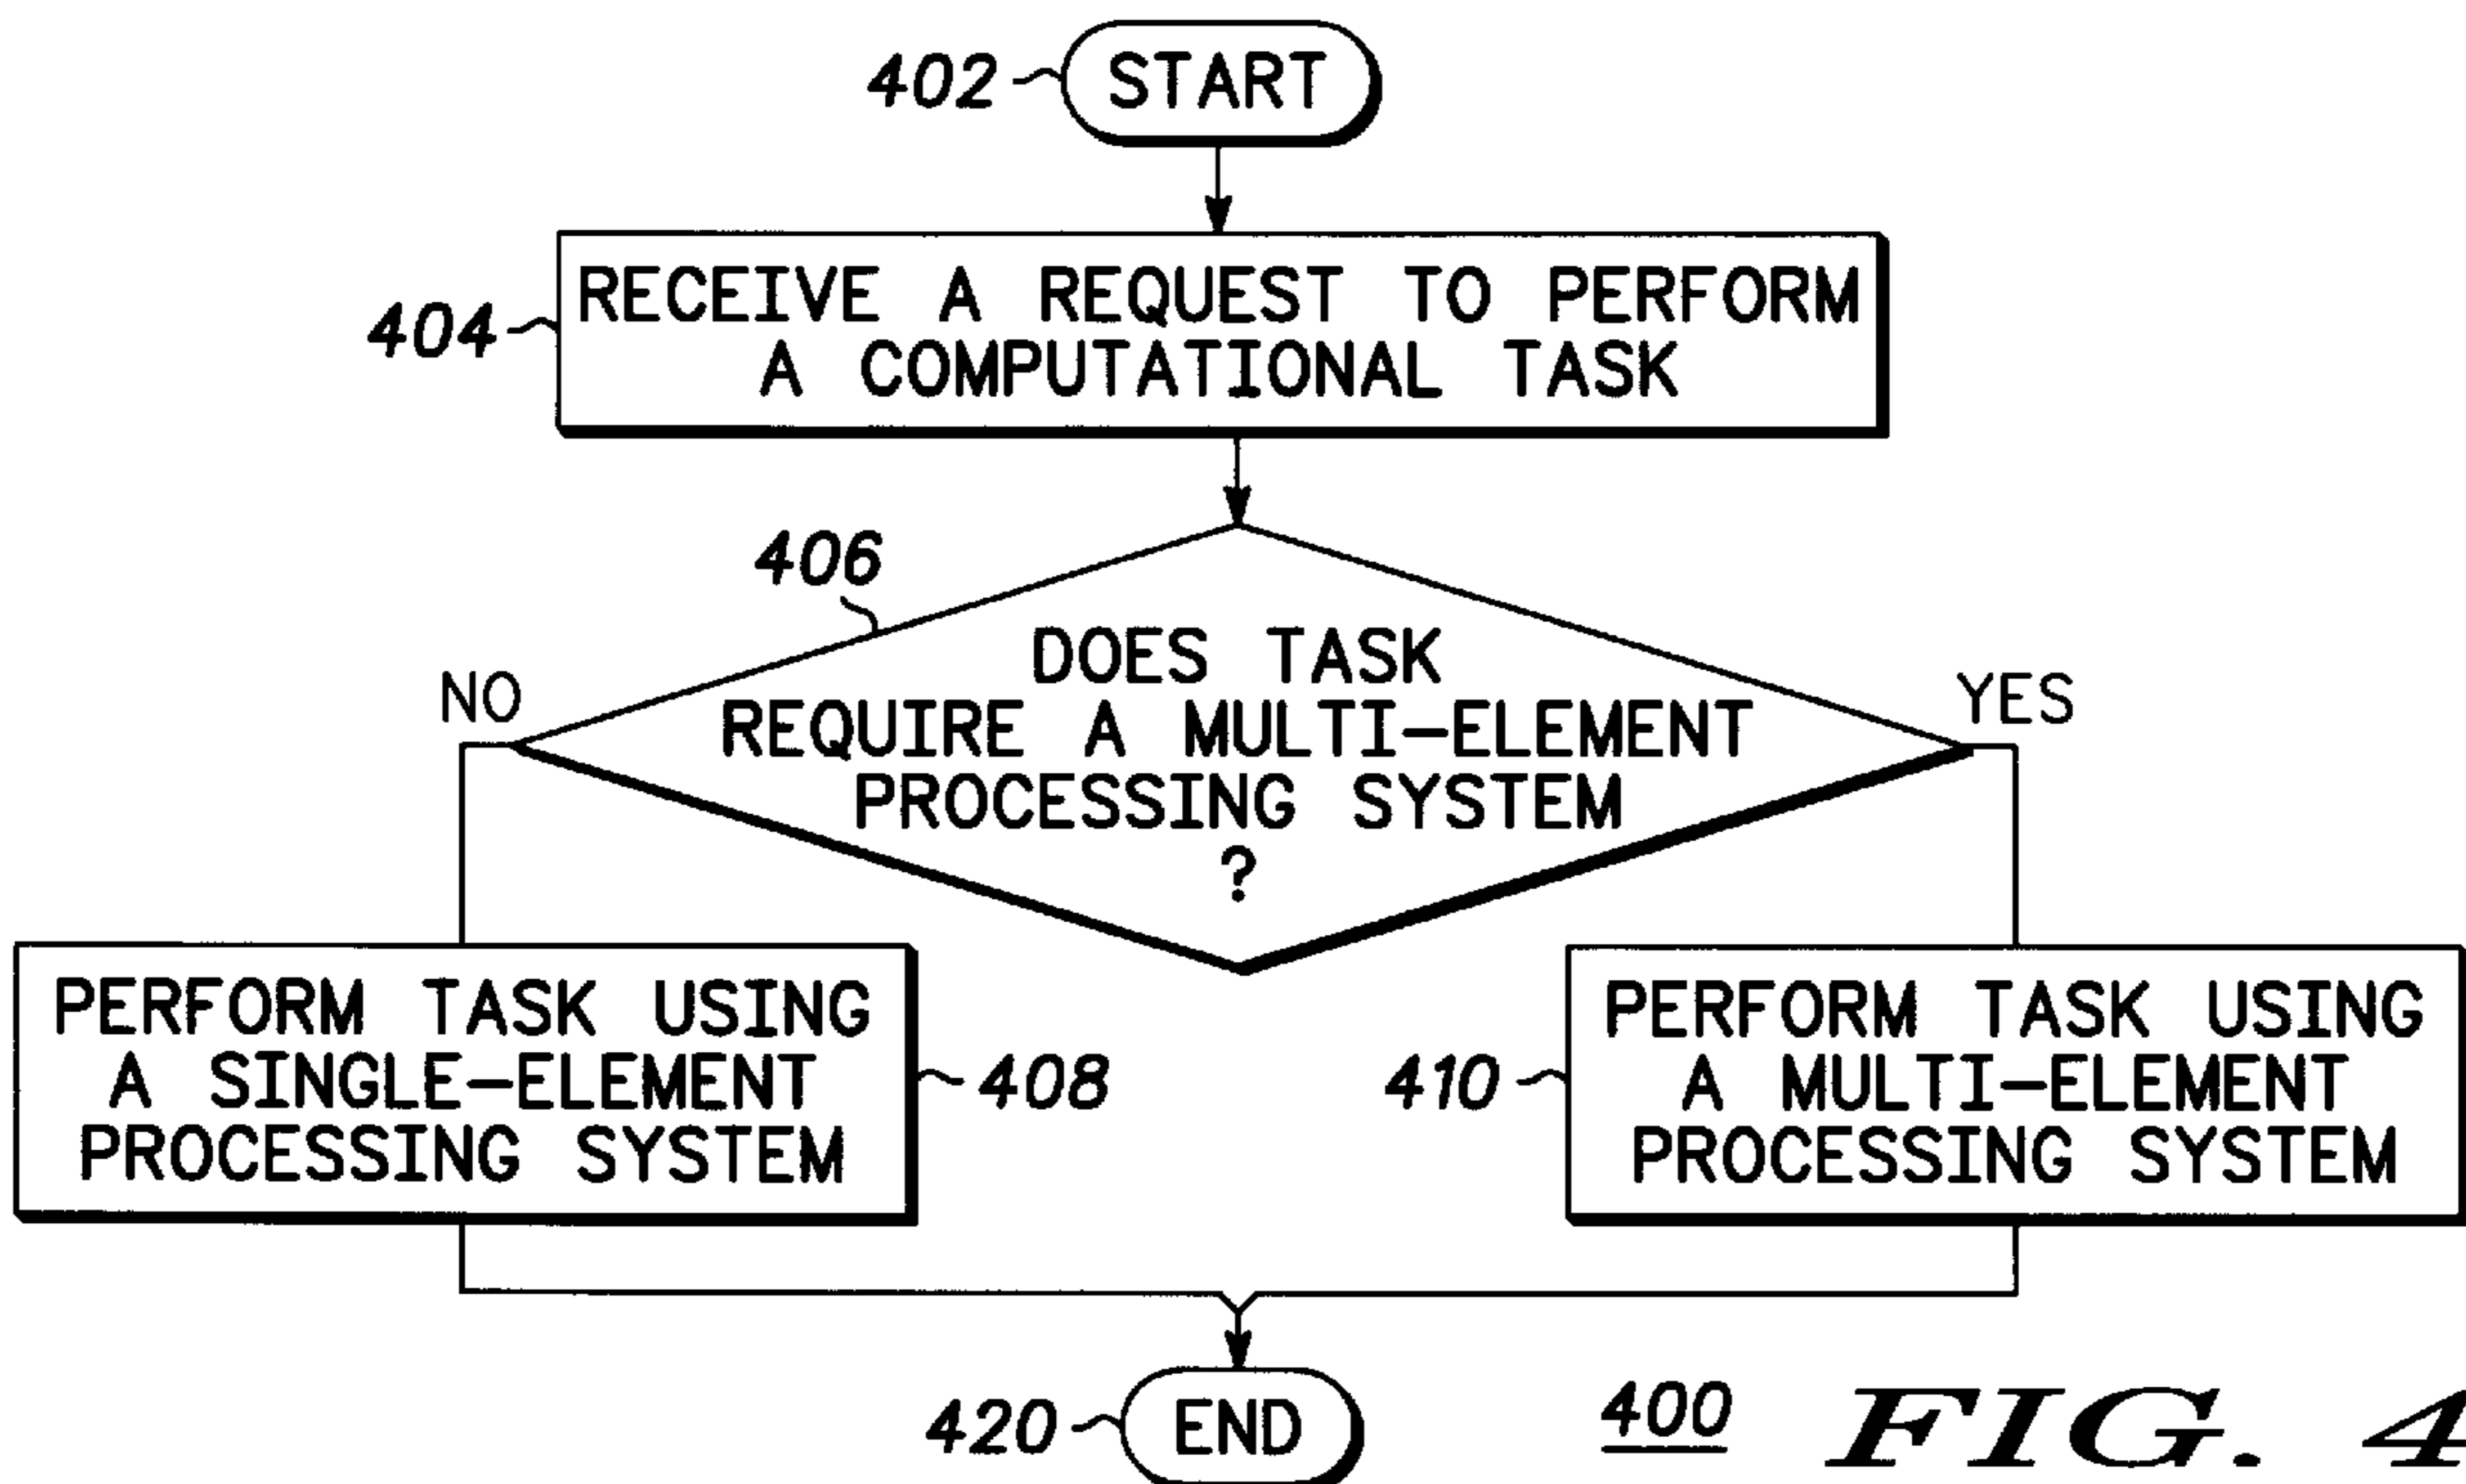 402
START
404
RECEIVE A REQUEST TO PERFORM
A COMPUTATIONAL TASK
406
DOES TASK
REQUIRE A MULTI-ELEMENT
PROCESSING SYSTEM
?
NO
YES
PERFORM TASK USING
A SINGLE-ELEMENT
PROCESSING SYSTEM
408
410
PERFORM TASK USING
A MULTI-ELEMENT
PROCESSING SYSTEM
420
END
400
FIG. 4